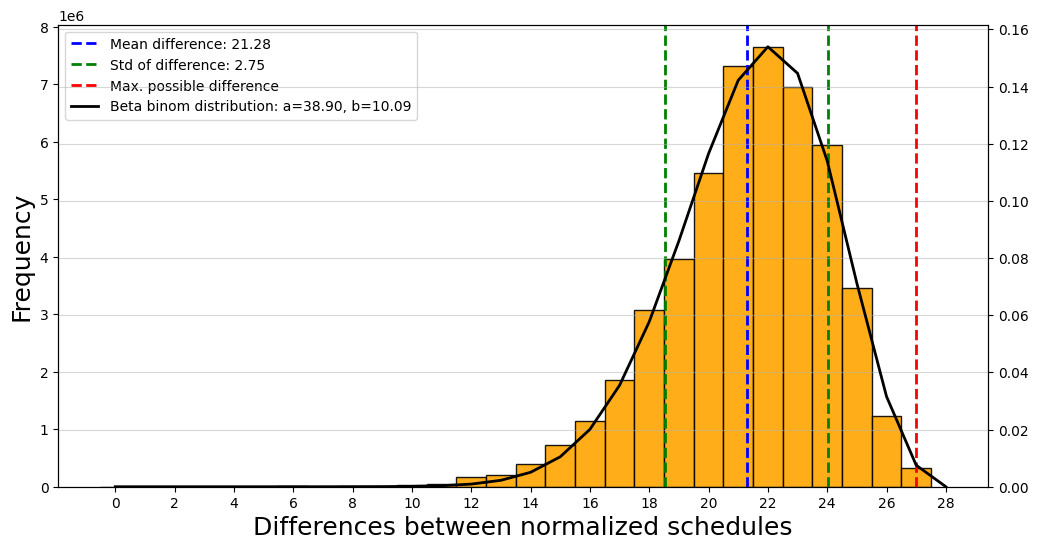 1e6
Mean difference: 21.28
Std of difference: 2.75
Max. possible difference
Beta binom distribution: a=38.90, b=10.09
Frequency
8
7
6
5
4
3
2
1
0
0.16
0.14
0.12
0.10
0.08
0.06
0.04
0.02
0.00
0 2 4 6 8 10 12 14 16 18 20 22 24 26 28
Differences between normalized schedules